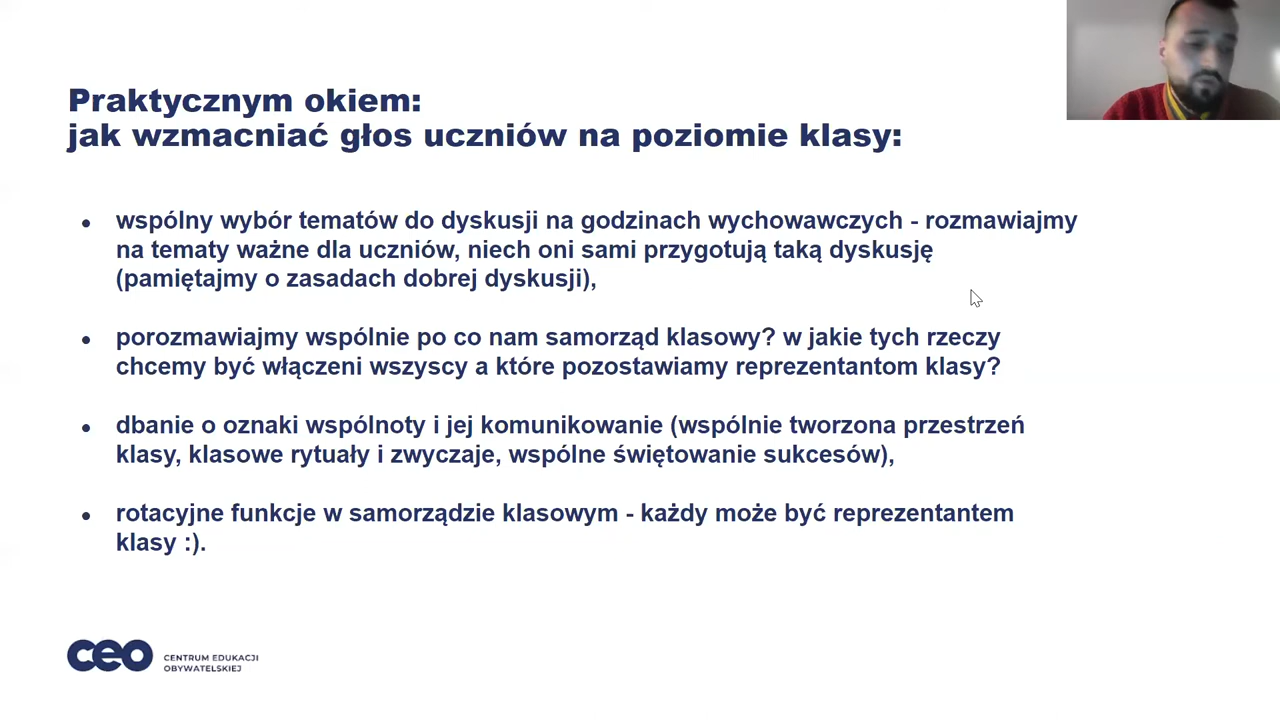 Praktycznym okiem:
jak wzmacniać głos uczniów na poziomie klasy:
• wspólny wybór tematów do dyskusji na godzinach wychowawczych - rozmawiajmy
na tematy ważne dla uczniów, niech oni sami przygotują taką dyskusję
(pamiętajmy o zasadach dobrej dyskusji),
• porozmawiajmy wspólnie po co nam samorząd klasowy? w jakie tych rzeczy
chcemy być włączeni wszyscy a które pozostawiamy reprezentantom klasy?
• dbanie o oznaki wspólnoty i jej komunikowanie (wspólnie tworzona przestrzeń
klasy, klasowe rytuały i zwyczaje, wspólne świętowanie sukcesów),
• rotacyjne funkcje w samorządzie klasowym - każdy może być reprezentantem
klasy :).
ceo
CENTRUM EDUKACJI
OBYWATELSKIEJ